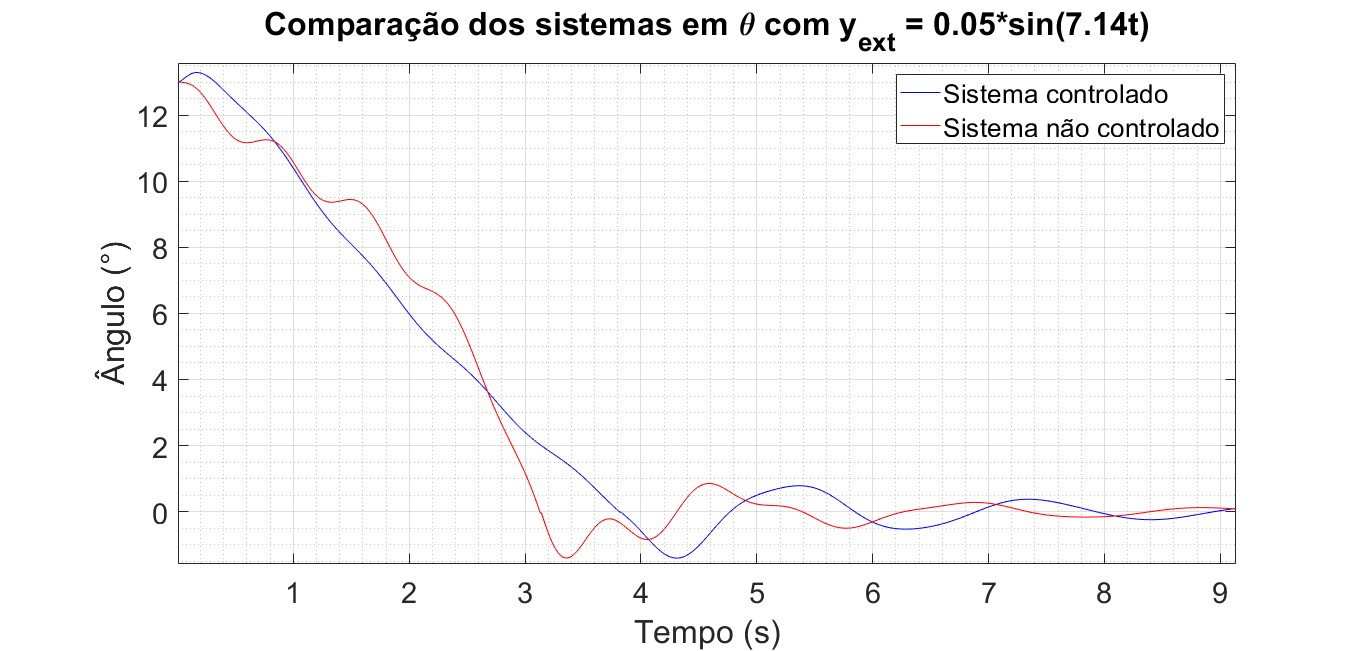 Comparação dos sistemas em θ com y_ext = 0.05*sin(7.14t)
Sistema controlado
Sistema não controlado
Ângulo (°)
12
10
8
6
4
2
0
1 2 3 4 5 6 7 8 9
Tempo (s)